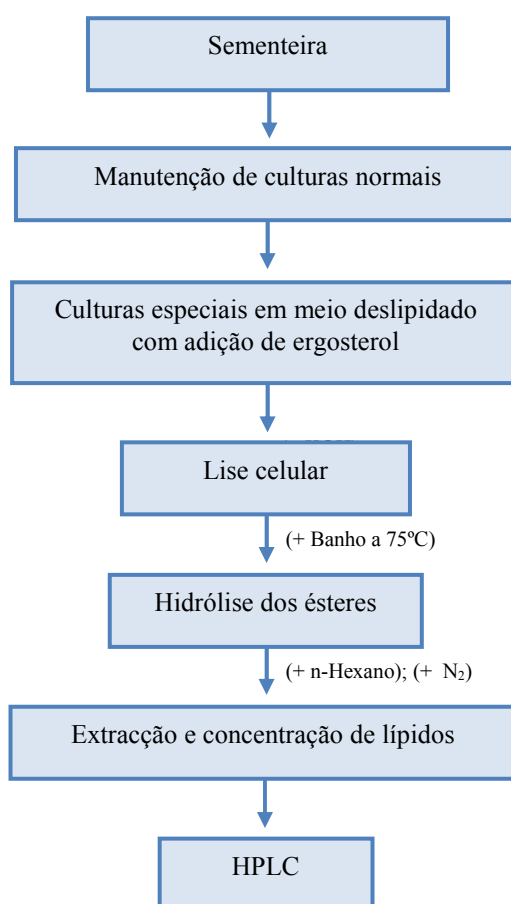 Sementeira
Manutenção de culturas normais
Culturas especiais em meio deslipidado
com adição de ergosterol
Lise celular
(+ Banho a 75ºC)
Hidrólise dos ésteres
(+ n-Hexano); (+ N₂)
Extracção e concentração de lípidos
HPLC